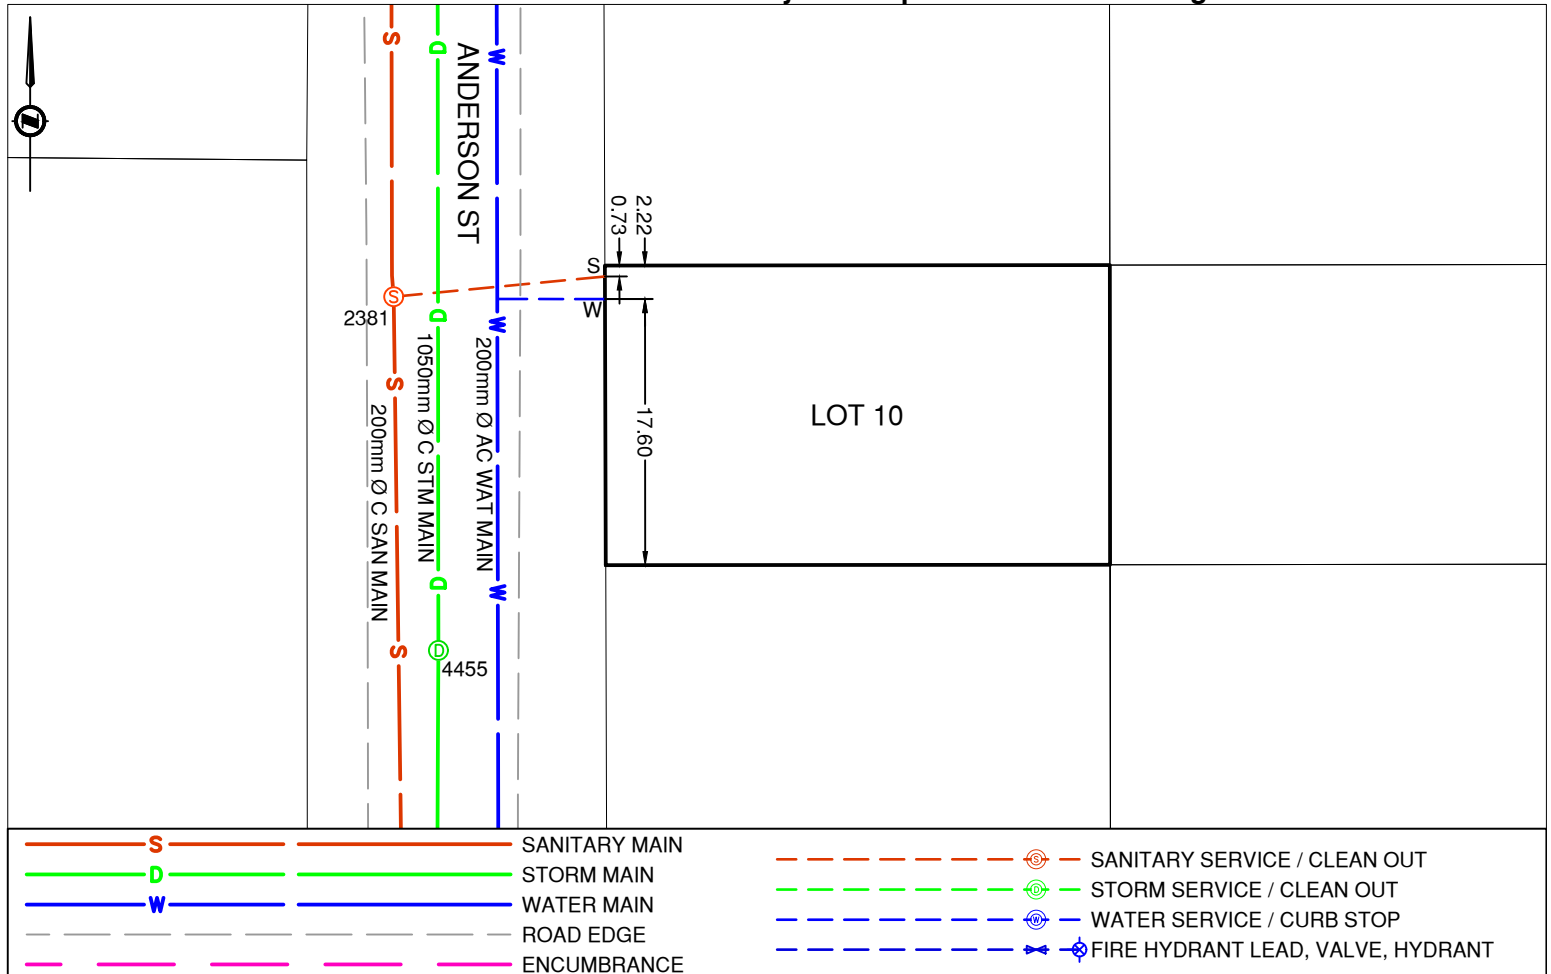 S
D
W
ANDERSON ST
0.73
2.22
S
W
S
2381
D
W
S
1050mm Ø C STM MAIN
200mm Ø AC WAT MAIN
200mm Ø C SAN MAIN
17.60
LOT 10
D
W
S
D
4455
S
SANITARY MAIN
D
STORM MAIN
W
WATER MAIN
ROAD EDGE
ENCUMBRANCE
S
SANITARY SERVICE / CLEAN OUT
D
STORM SERVICE / CLEAN OUT
W
WATER SERVICE / CURB STOP
FIRE HYDRANT LEAD, VALVE, HYDRANT